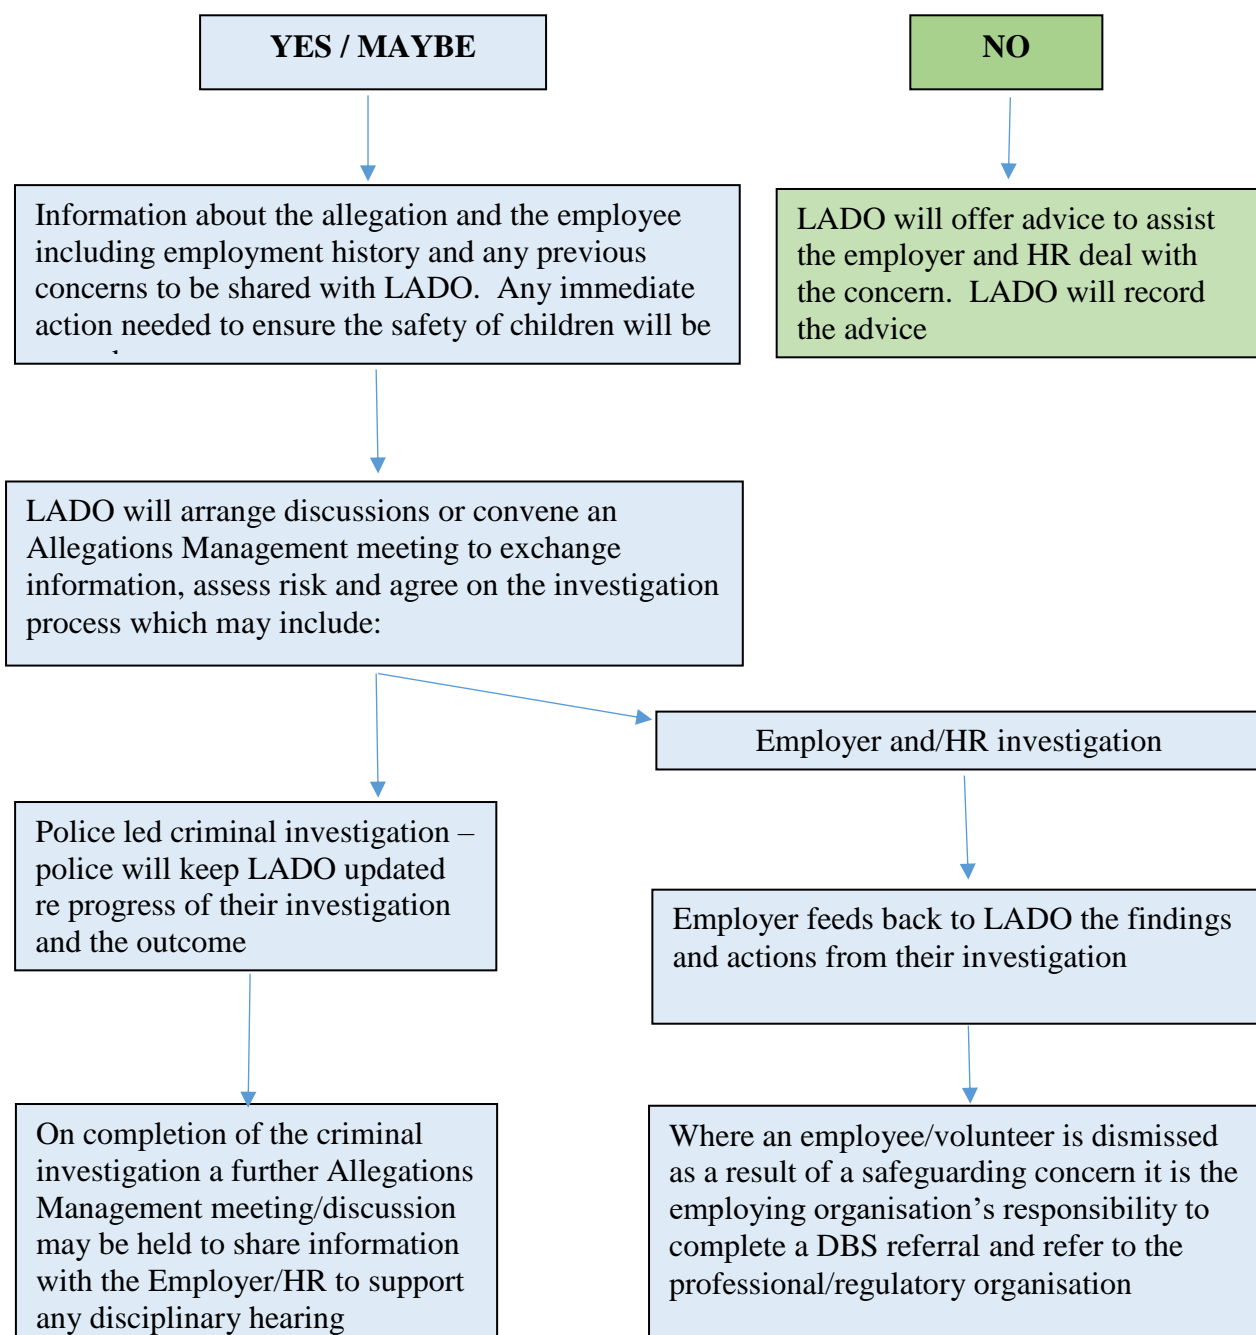 YES / MAYBE
NO
Information about the allegation and the employee
including employment history and any previous
concerns to be shared with LADO.  Any immediate
action needed to ensure the safety of children will be
LADO will offer advice to assist
the employer and HR deal with
the concern.  LADO will record
the advice
LADO will arrange discussions or convene an
Allegations Management meeting to exchange
information, assess risk and agree on the investigation
process which may include:
Employer and/HR investigation
Police led criminal investigation –
police will keep LADO updated
re progress of their investigation
and the outcome
Employer feeds back to LADO the findings
and actions from their investigation
On completion of the criminal
investigation a further Allegations
Management meeting/discussion
may be held to share information
with the Employer/HR to support
any disciplinary hearing
Where an employee/volunteer is dismissed
as a result of a safeguarding concern it is the
employing organisation’s responsibility to
complete a DBS referral and refer to the
professional/regulatory organisation